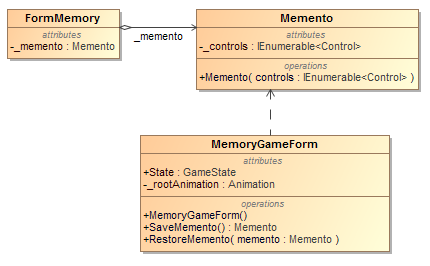 FormMemory
attributes
-_memento : Memento
_memento
Memento
attributes
-_controls : IEnumerable<Control>
operations
+Memento( controls : IEnumerable<Control> )
MemoryGameForm
attributes
+State : GameState
-_rootAnimation : Animation
operations
+MemoryGameForm()
+SaveMemento() : Memento
+RestoreMemento( memento : Memento )